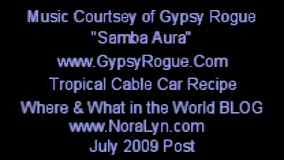 Music Courtsey of Gypsy Rogue
"Samba Aura"
www.GypsyRogue.Com
Tropical Cable Car Recipe
Where & What in the World BLOG
www.NoraLyn.com
July 2009 Post